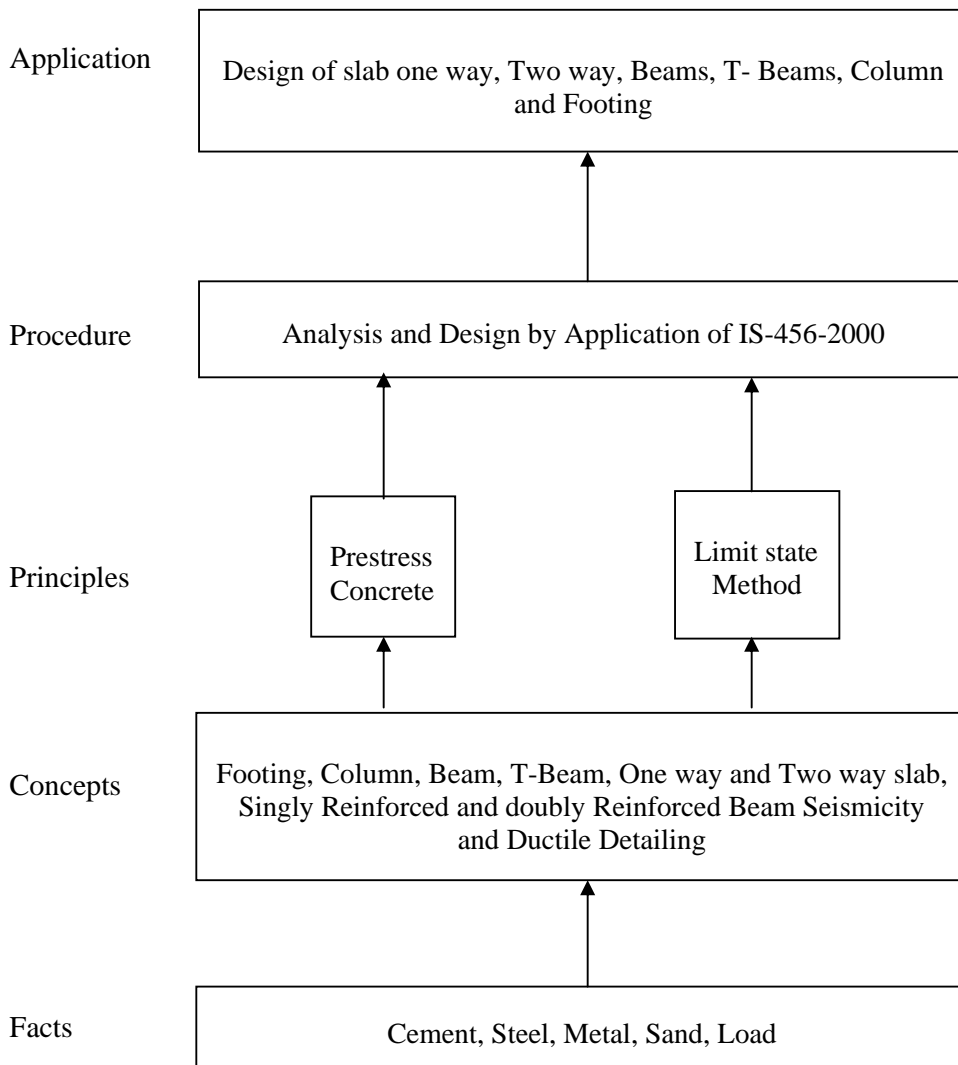 Application
Design of slab one way, Two way, Beams, T- Beams, Column
and Footing
Procedure
Analysis and Design by Application of IS-456-2000
Principles
Prestress
Concrete
Limit state
Method
Concepts
Footing, Column, Beam, T-Beam, One way and Two way slab,
Singly Reinforced and doubly Reinforced Beam Seismicity
and Ductile Detailing
Facts
Cement, Steel, Metal, Sand, Load